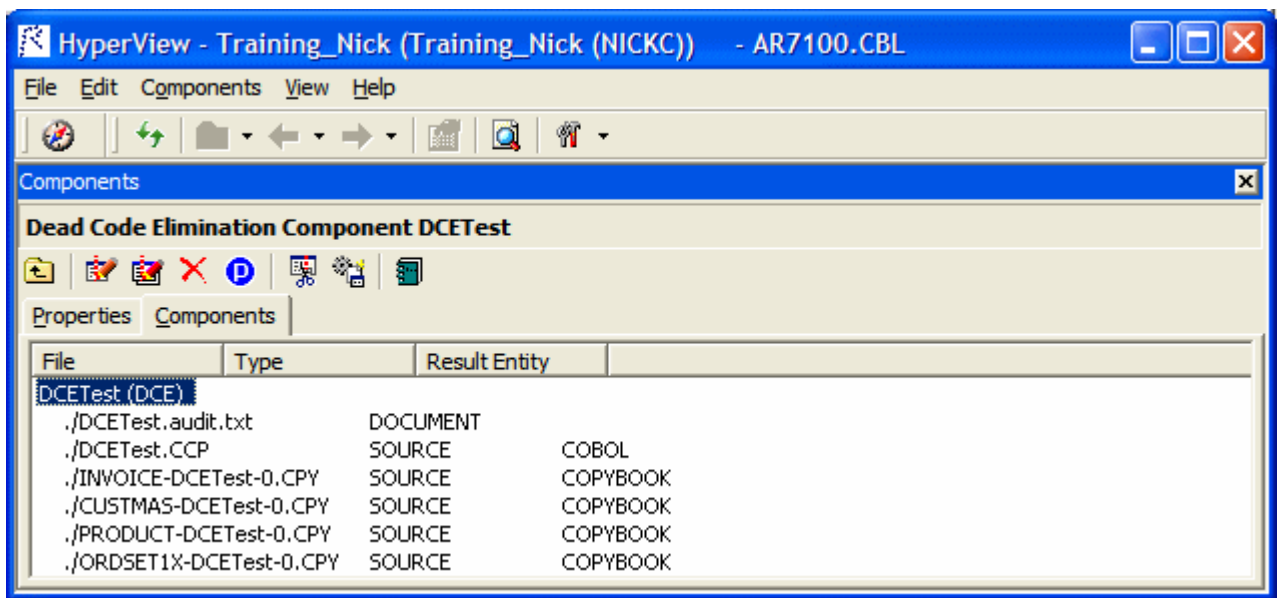 HyperView - Training_Nick (Training_Nick (NICKC)) - AR7100.CBL
File Edit Components View Help
Components
Dead Code Elimination Component DCETest
P
Properties Components
File Type Result Entity
DCETest (DCE)
./DCETest.audit.txt DOCUMENT
./DCETest.CCP SOURCE COBOL
./INVOICE-DCETest-0.CPY SOURCE COPYBOOK
./CUSTMAS-DCETest-0.CPY SOURCE COPYBOOK
./PRODUCT-DCETest-0.CPY SOURCE COPYBOOK
./ORDSET1X-DCETest-0.CPY SOURCE COPYBOOK